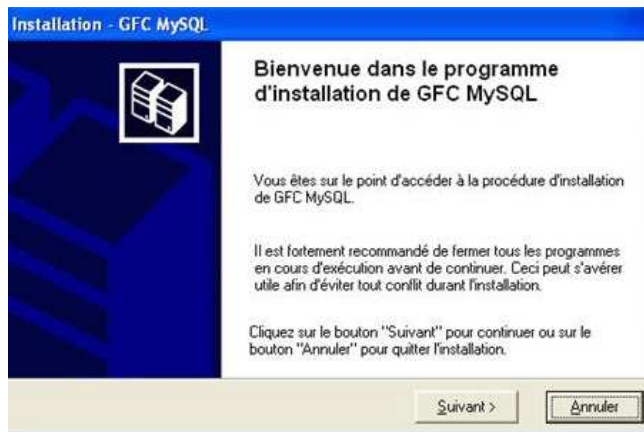 Installation - GFC MySQL
Bienvenue dans le programme
d'installation de GFC MySQL
Vous êtes sur le point d'accéder à la procédure d'installation
de GFC MySQL.
Il est fortement recommandé de fermer tous les programmes
en cours d'exécution avant de continuer. Ceci peut s'avérer
utile afin d'éviter tout conflit durant l'installation.
Cliquez sur le bouton "Suivant" pour continuer ou sur le
bouton "Annuler" pour quitter l'installation.
Suivant >
Annuler